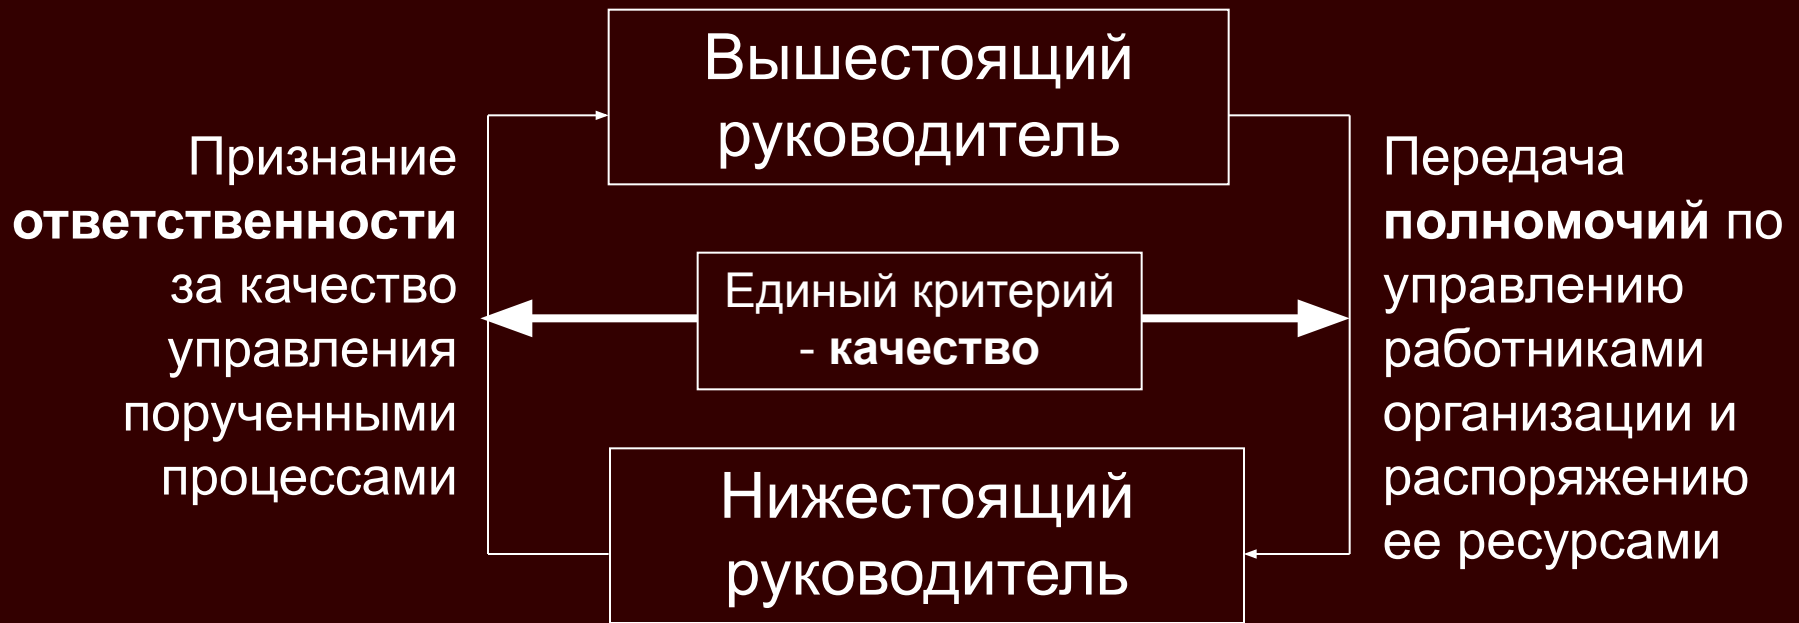 Вышестоящий
руководитель
Признание
ответственности
за качество
управления
порученными
процессами
Единый критерий
- качество
Передача
полномочий по
управлению
работниками
организации и
распоряжению
ее ресурсами
Нижестоящий
руководитель